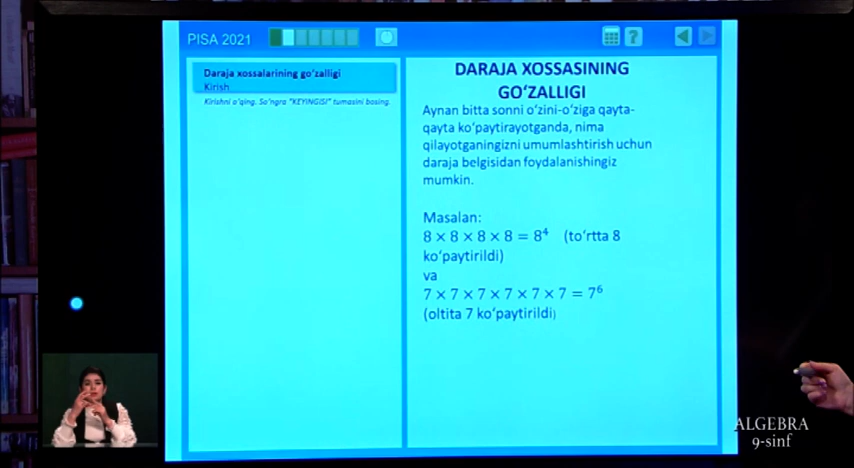 PISA 2021
?
Daraja xossalarining go‘zalligi
Kirish
Kirishni o‘qing. So‘ngra "KEYINGISI" tumasini bosing.
DARAJA XOSSASINING
GO‘ZALLIGI
Aynan bitta sonni o‘zini-o‘ziga qayta-
qayta ko‘paytirayotganda, nima
qilayotganingizni umumlashtirish uchun
daraja belgisidan foydalanishingiz
mumkin.
Masalan:
8 × 8 × 8 × 8 = 8⁴ (to‘rtta 8
ko‘paytirildi)
va
7 × 7 × 7 × 7 × 7 × 7 = 7⁶
(oltita 7 ko‘paytirildi)
ALGEBRA
9-sinf